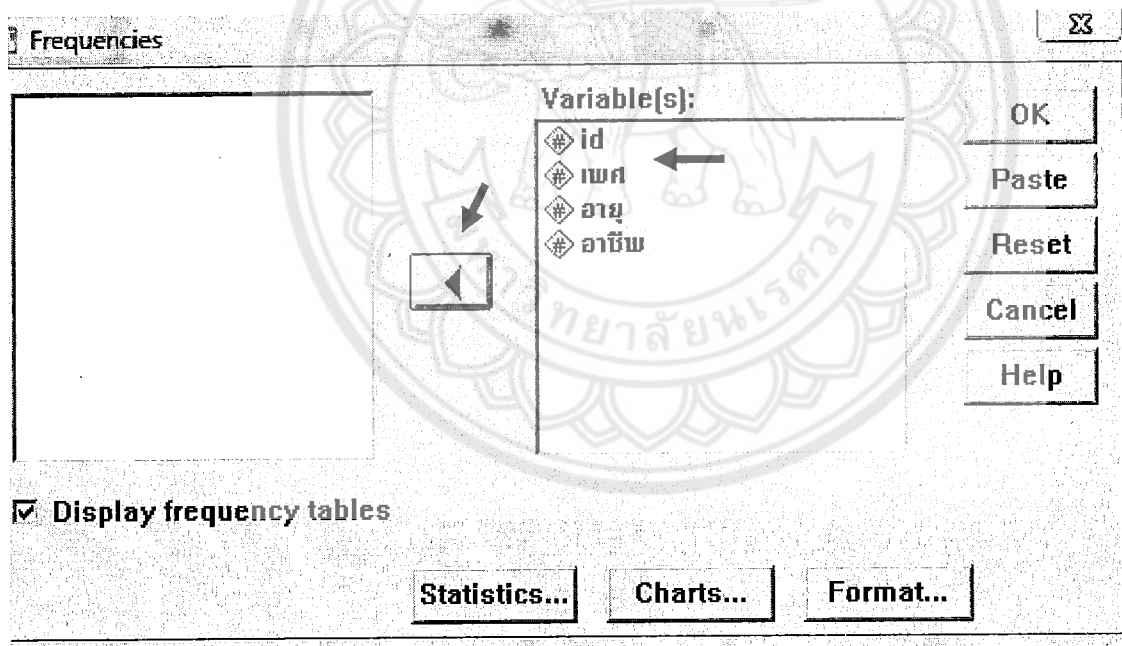 Frequencies
Variable(s):
id
เพศ
อายุ
อาชีพ
OK
Paste
Reset
Cancel
Help
Display frequency tables
Statistics...
Charts...
Format...